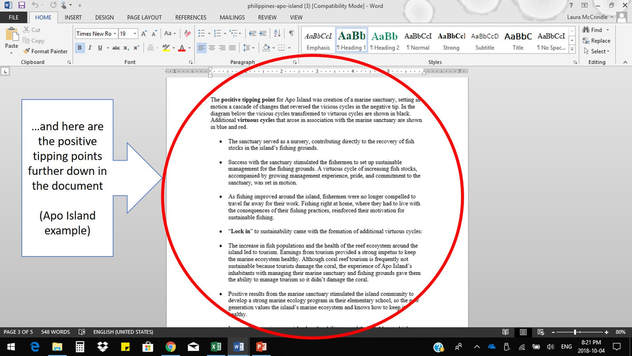 philippines-apo-island (3) [Compatibility Mode] - Word
FILE HOME INSERT DESIGN PAGE LAYOUT REFERENCES MAILINGS REVIEW VIEW
Laura McCrindle
Paste
Cut
Copy
Format Painter
Times New Ro 19
Clipboard
Font
Paragraph
Styles
Editing
AaBbCcI AaBb AaBb AaBbCcI AaBbCcI AaBbCcD AaBbC AaBbCcI
Emphasis ¶ Heading 1 ¶ Heading 2 ¶ Normal Strong Subtitle Title ¶ No Spac...
Find
Replace
Select
…and here are
the positive
tipping points
further down in
the document
(Apo Island
example)
The positive tipping point for Apo Island was creation of a marine sanctuary, setting in
motion a cascade of changes that reversed the vicious cycles in the negative tip. In the
diagram below the vicious cycles transformed to virtuous cycles are shown in black.
Additional virtuous cycles that arose in association with the marine sanctuary are shown
in blue and red.
• The sanctuary served as a nursery, contributing directly to the recovery of fish
stocks in the island's fishing grounds.
• Success with the sanctuary stimulated the fishermen to set up sustainable
management for the fishing grounds. A virtuous cycle of increasing fish stocks,
accompanied by growing management experience, pride, and commitment to the
sanctuary, was set in motion.
• As fishing improved around the island, fishermen were no longer compelled to
travel far away for their work. Fishing right at home, where they had to live with
the consequences of their fishing practices, reinforced their motivation for
sustainable fishing.
• "Lock in" to sustainability came with the formation of additional virtuous cycles:
• The increase in fish populations and the health of the reef ecosystem around the
island led to tourism. Earnings from tourism provided a strong impetus to keep
the marine ecosystem healthy. Although coral reef tourism is frequently not
sustainable because tourists damage the coral, the experience of Apo Island's
inhabitants with managing their marine sanctuary and fishing grounds gave them
the ability to manage tourism so it didn't damage the coral.
• Positive results from the marine sanctuary stimulated the island community to
develop a strong marine ecology program in their elementary school, so the
generation values the island's marine ecosystem and knows how to keep
healthy.
PAGE 3 OF 5 548 WORDS ENGLISH (UNITED STATES)
80%
ENG
8:21 PM
2018-10-04